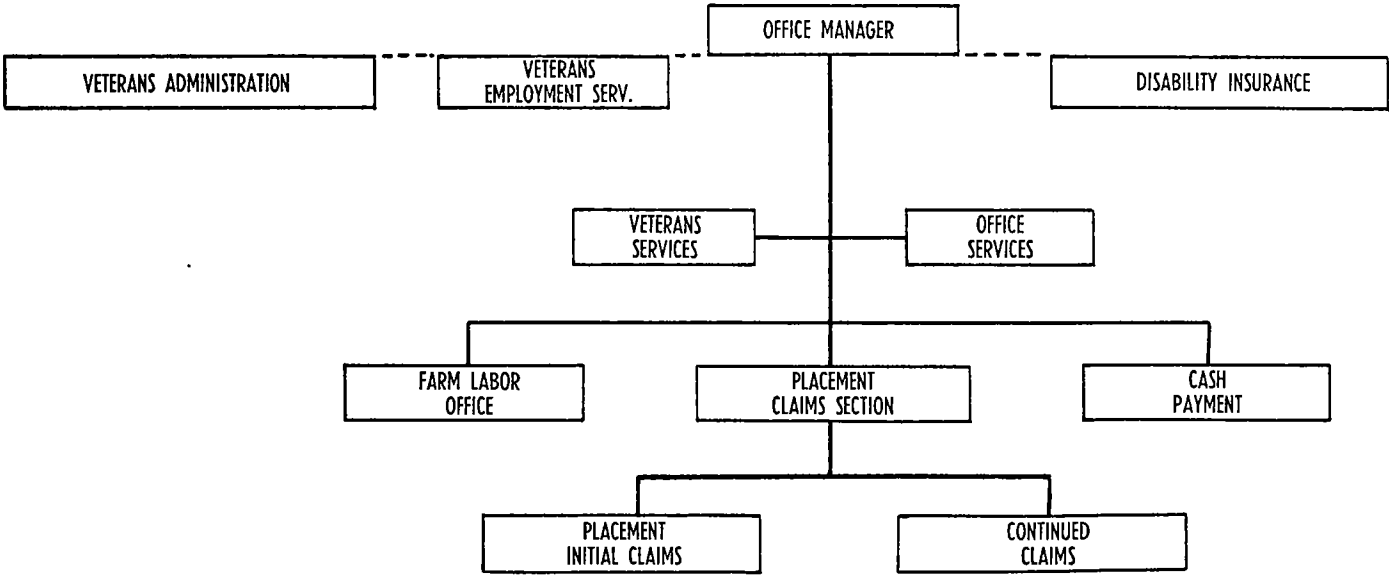 OFFICE MANAGER
VETERANS ADMINISTRATION
VETERANS
EMPLOYMENT SERV.
DISABILITY INSURANCE
VETERANS
SERVICES
OFFICE
SERVICES
FARM LABOR
OFFICE
PLACEMENT
CLAIMS SECTION
CASH
PAYMENT
PLACEMENT
INITIAL CLAIMS
CONTINUED
CLAIMS